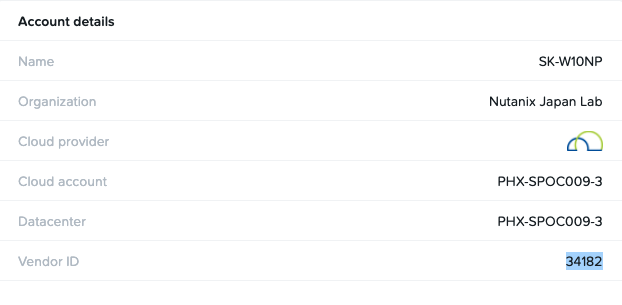 Account details
Name SK-W10NP
Organization Nutanix Japan Lab
Cloud provider
Cloud account PHX-SPOC009-3
Datacenter PHX-SPOC009-3
Vendor ID 34182